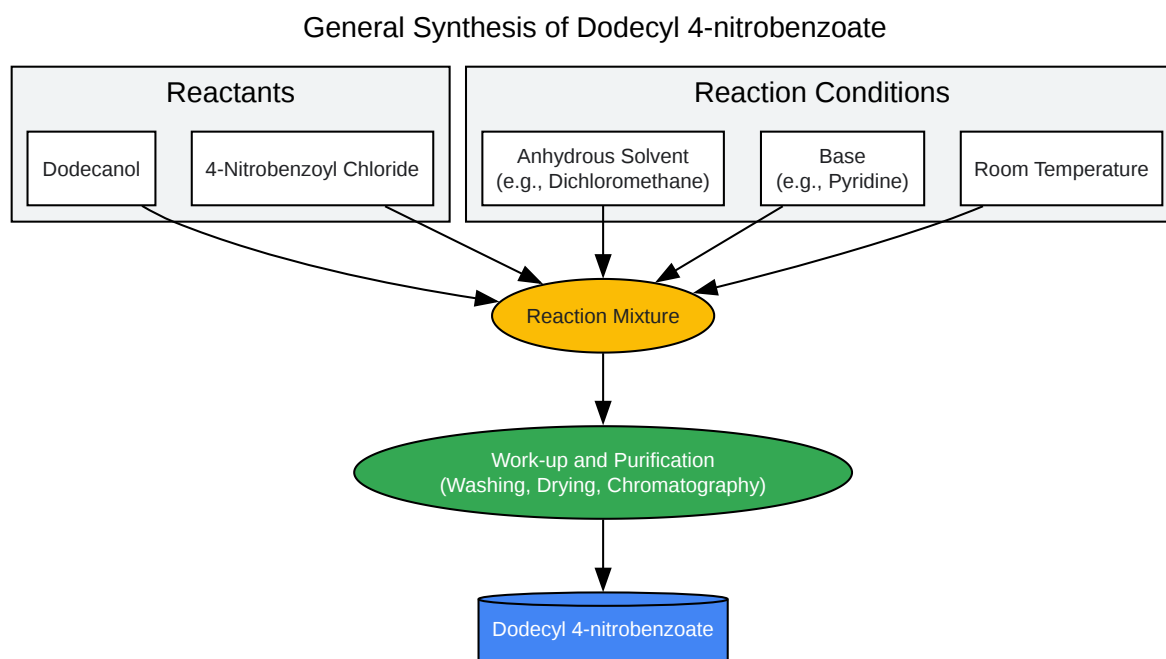 General Synthesis of Dodecyl 4-nitrobenzoate
Reactants
Reaction Conditions
Dodecanol
4-Nitrobenzoyl Chloride
Anhydrous Solvent
(e.g., Dichloromethane)
Base
(e.g., Pyridine)
Room Temperature
Reaction Mixture
Work-up and Purification
(Washing, Drying, Chromatography)
Dodecyl 4-nitrobenzoate